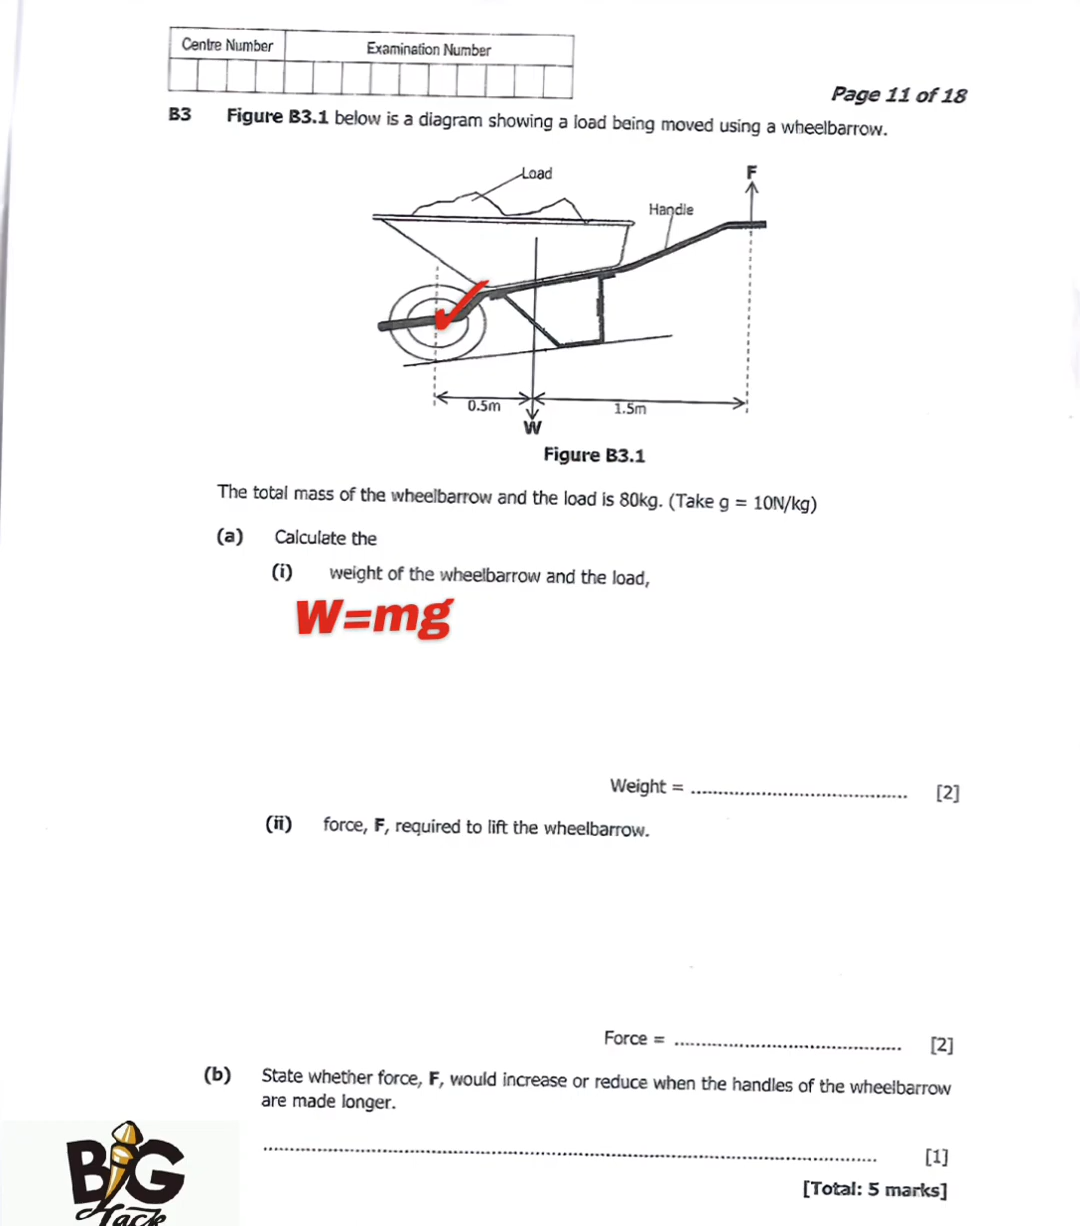 Centre Number
Examination Number
Page 11 of 18
B3 Figure B3.1 below is a diagram showing a load being moved using a wheelbarrow.
Load
F
Handle
0.5m
1.5m
W
Figure B3.1
The total mass of the wheelbarrow and the load is 80kg. (Take g = 10N/kg)
(a) Calculate the
(i) weight of the wheelbarrow and the load,
W=mg
Weight = ........................................ [2]
(ii) force, F, required to lift the wheelbarrow.
Force = ........................................ [2]
(b) State whether force, F, would increase or reduce when the handles of the wheelbarrow
are made longer.
........................................ [1]
[Total: 5 marks]
BIG
Jack